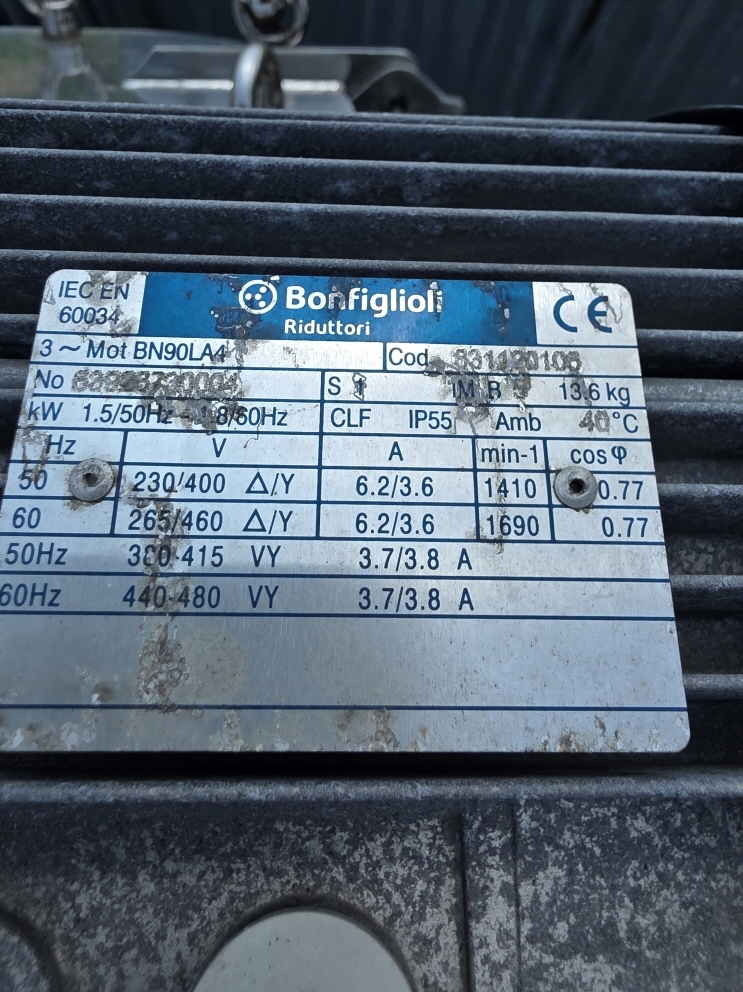 IEC EN
60034
Bonfiglioli
Riduttori
CE
3 ~ Mot BN90LA4
Cod
No
S 1 IM B 13.6 kg
kW 1.5/50Hz - 1.8/60Hz CLF IP55 Amb 40°C
Hz V A min-1 cosφ
50 230/400 Δ/Y 6.2/3.6 1410 0.77
60 265/460 Δ/Y 6.2/3.6 1690 0.77
50Hz 380-415 VY 3.7/3.8 A
60Hz 440-480 VY 3.7/3.8 A